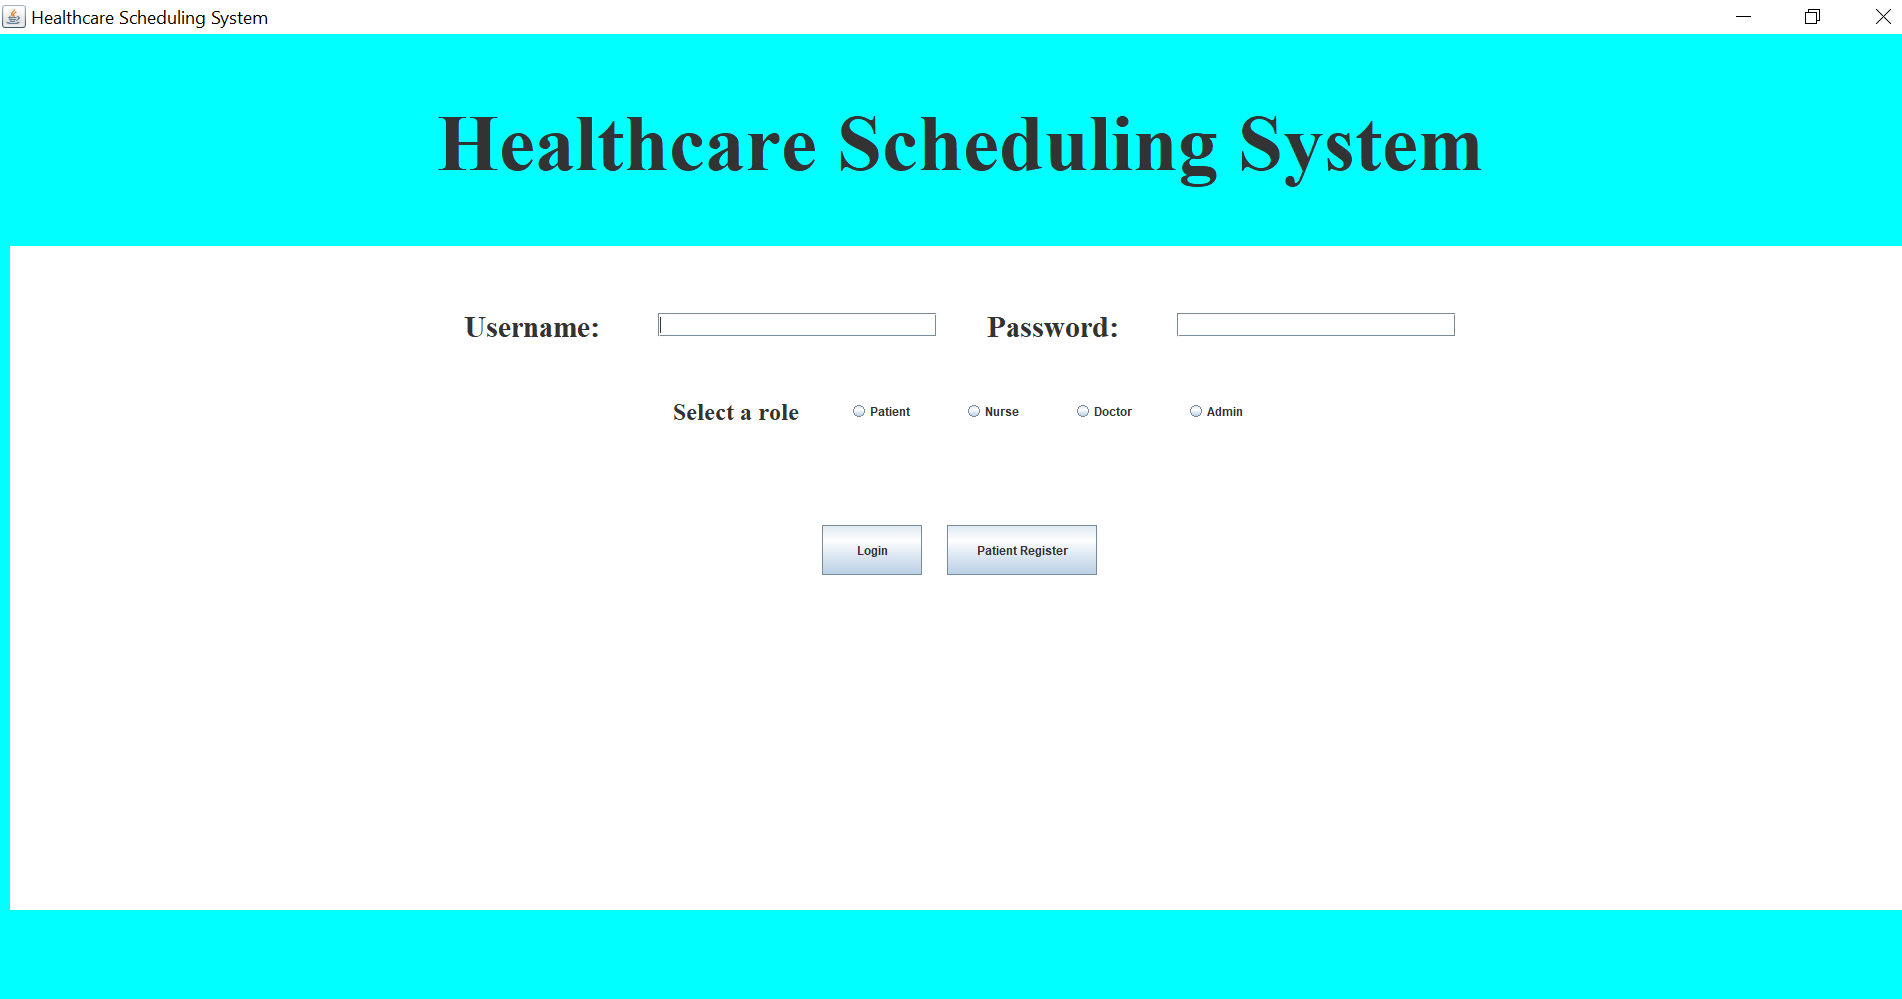 Healthcare Scheduling System
Healthcare Scheduling System
Username: Password:
Select a role Patient Nurse Doctor Admin
Login Patient Register